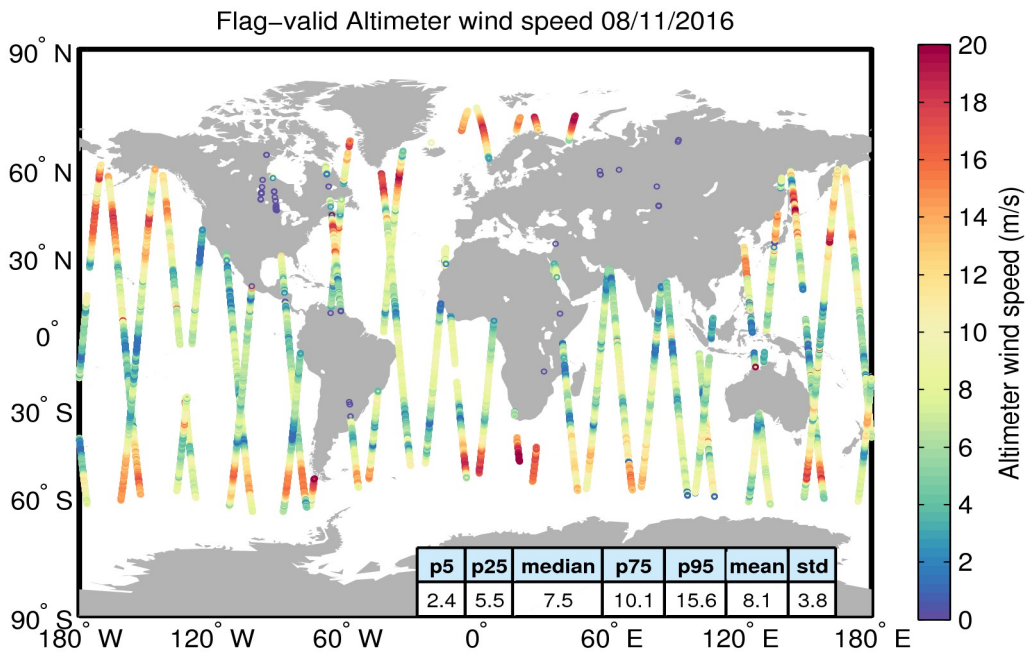 Flag−valid Altimeter wind speed 08/11/2016
90° N
60° N
30° N
0°
30° S
60° S
90° S
180° W
120° W
60° W
0°
60° E
120° E
180° E
p5 p25 median p75 p95 mean std
2.4 5.5 7.5 10.1 15.6 8.1 3.8
20
18
16
14
12
10
8
6
4
2
0
Altimeter wind speed (m/s)